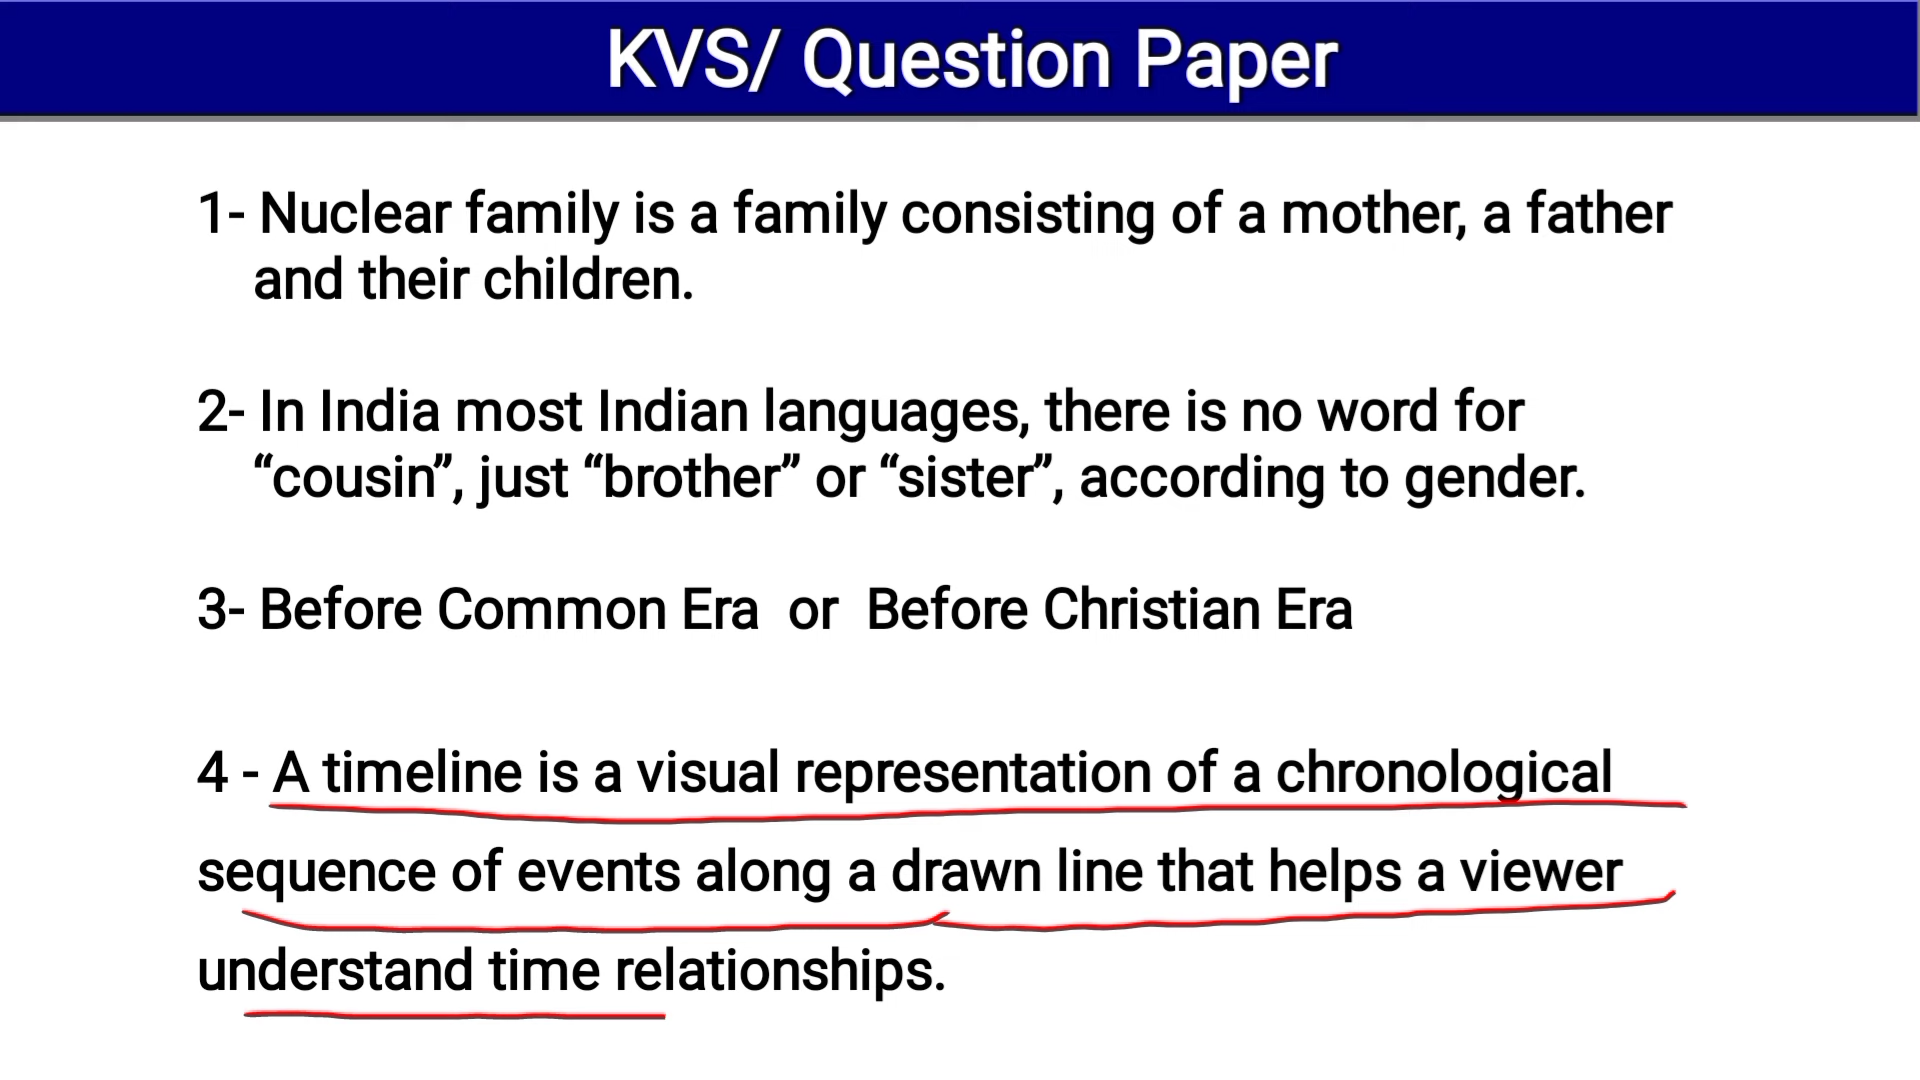 KVS/ Question Paper
1- Nuclear family is a family consisting of a mother, a father
and their children.
2- In India most Indian languages, there is no word for
“cousin”, just “brother” or “sister”, according to gender.
3- Before Common Era or Before Christian Era
4 - A timeline is a visual representation of a chronological
sequence of events along a drawn line that helps a viewer
understand time relationships.